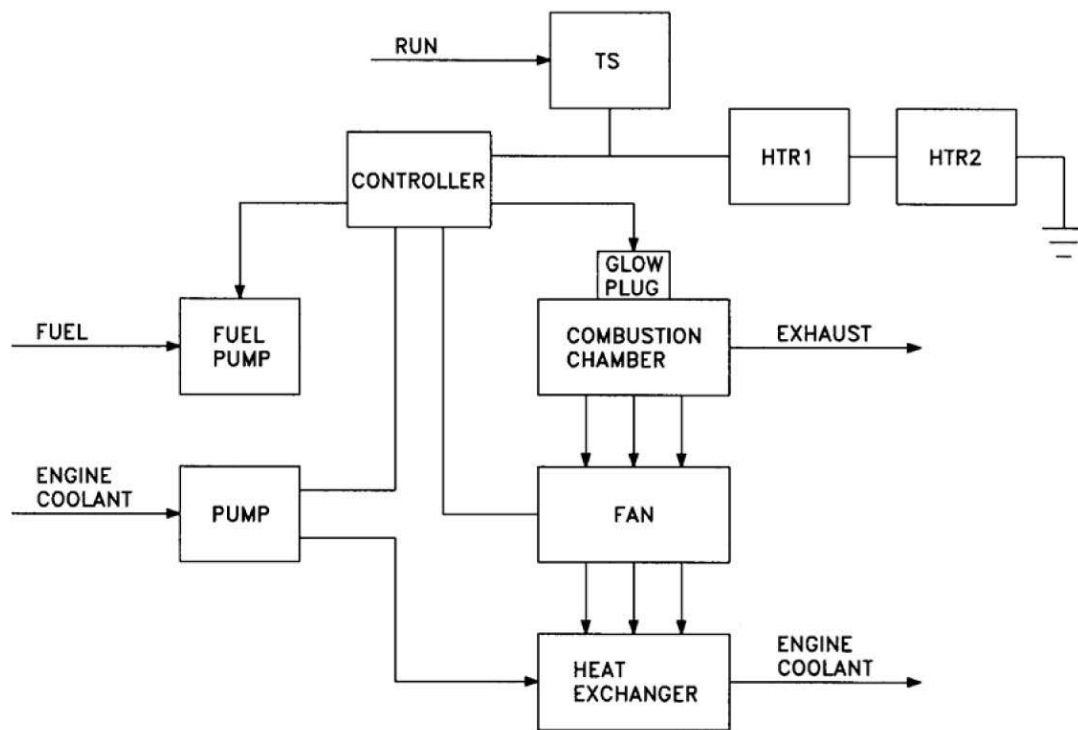 RUN
TS
CONTROLLER
HTR1
HTR2
GLOW
PLUG
FUEL
FUEL
PUMP
COMBUSTION
CHAMBER
EXHAUST
ENGINE
COOLANT
PUMP
FAN
HEAT
EXCHANGER
ENGINE
COOLANT